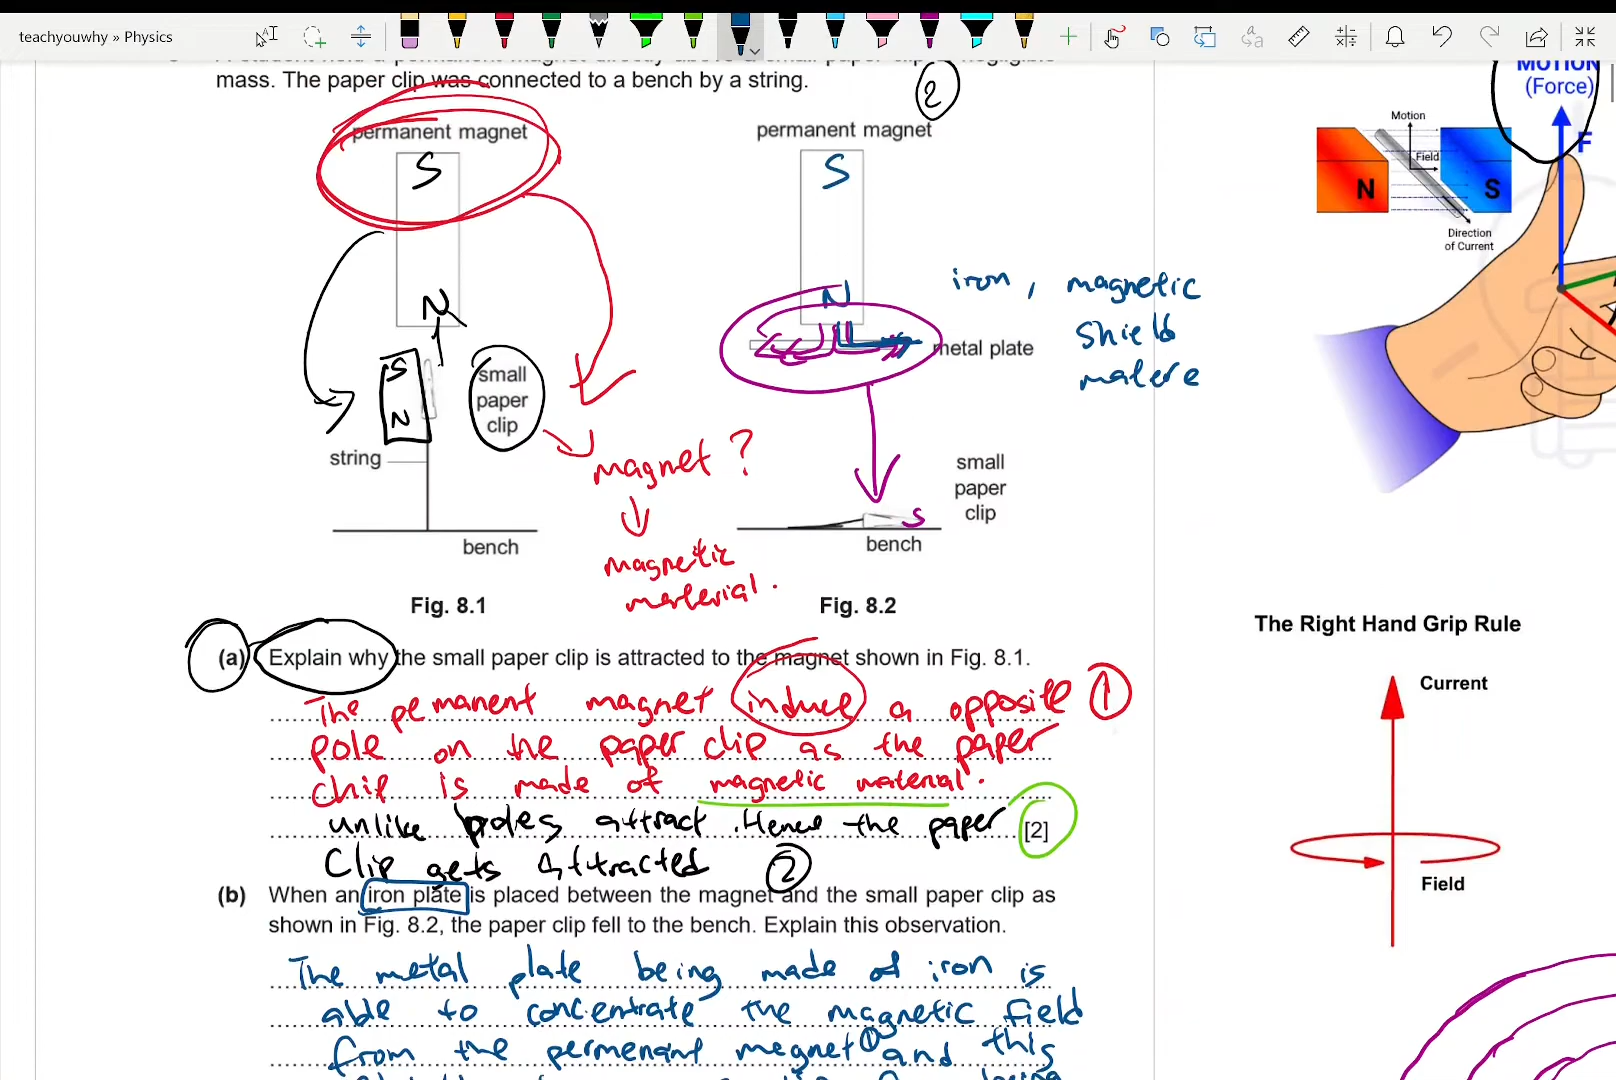 teachyouwhy » Physics
mass. The paper clip was connected to a bench by a string.
2
permanent magnet
S
N
S
N
small
paper
clip
string
bench
magnet ?
magnetic
material.
Fig. 8.1
permanent magnet
S
N
metal plate
iron, magnetic
shield
small
paper
clip
S
bench
Fig. 8.2
(a) Explain why the small paper clip is attracted to the magnet shown in Fig. 8.1.
The pemanent magnet induce a opposite 1
pole on the paper clip as the paper
chip is made of magnetic material.
unlike poles attract. Hence the paper [2]
Clip gets attracted 2
(b) When an iron plate is placed between the magnet and the small paper clip as
shown in Fig. 8.2, the paper clip fell to the bench. Explain this observation.
The metal plate being made of iron is
able to concentrate the magnetic field
from the permenant megnet 1 and this
MOTION
(Force)
F
Motion
Field
N
S
Direction
of Current
The Right Hand Grip Rule
Current
Field